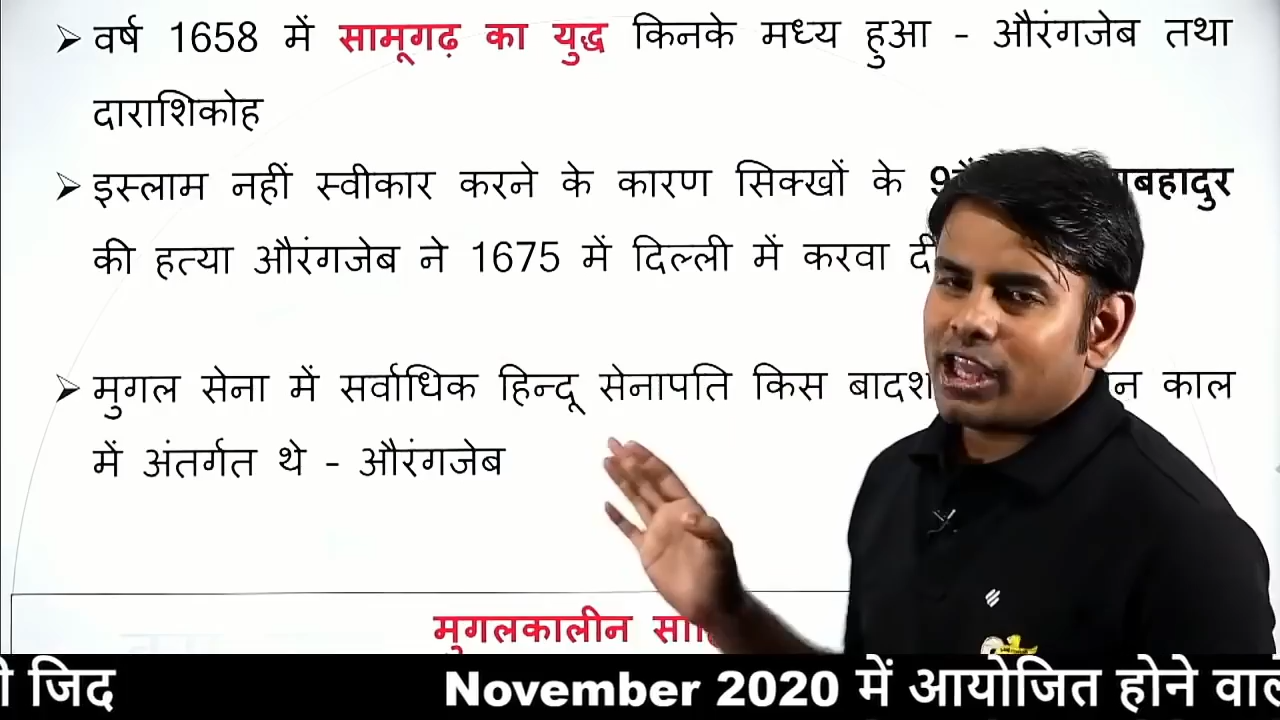 ➢ वर्ष 1658 में सामूगढ़ का युद्ध किनके मध्य हुआ - औरंगजेब तथा
दाराशिकोह
➢ इस्लाम नहीं स्वीकार करने के कारण सिक्खों के
की हत्या औरंगजेब ने 1675 में दिल्ली में करवा
➢ मुगल सेना में सर्वाधिक हिन्दू सेनापति किस काल
में अंतर्गत थे - औरंगजेब
मुगलकालीन
जिद November 2020 में आयोजित होने